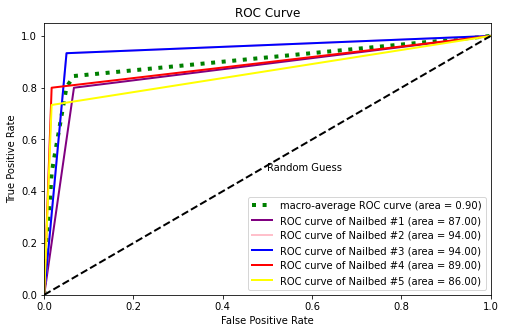 ROC Curve
1.0
0.8
0.6
0.4
0.2
0.0
True Positive Rate
Random Guess
macro-average ROC curve (area = 0.90)
ROC curve of Nailbed #1 (area = 87.00)
ROC curve of Nailbed #2 (area = 94.00)
ROC curve of Nailbed #3 (area = 94.00)
ROC curve of Nailbed #4 (area = 89.00)
ROC curve of Nailbed #5 (area = 86.00)
0.0 0.2 0.4 0.6 0.8 1.0
False Positive Rate